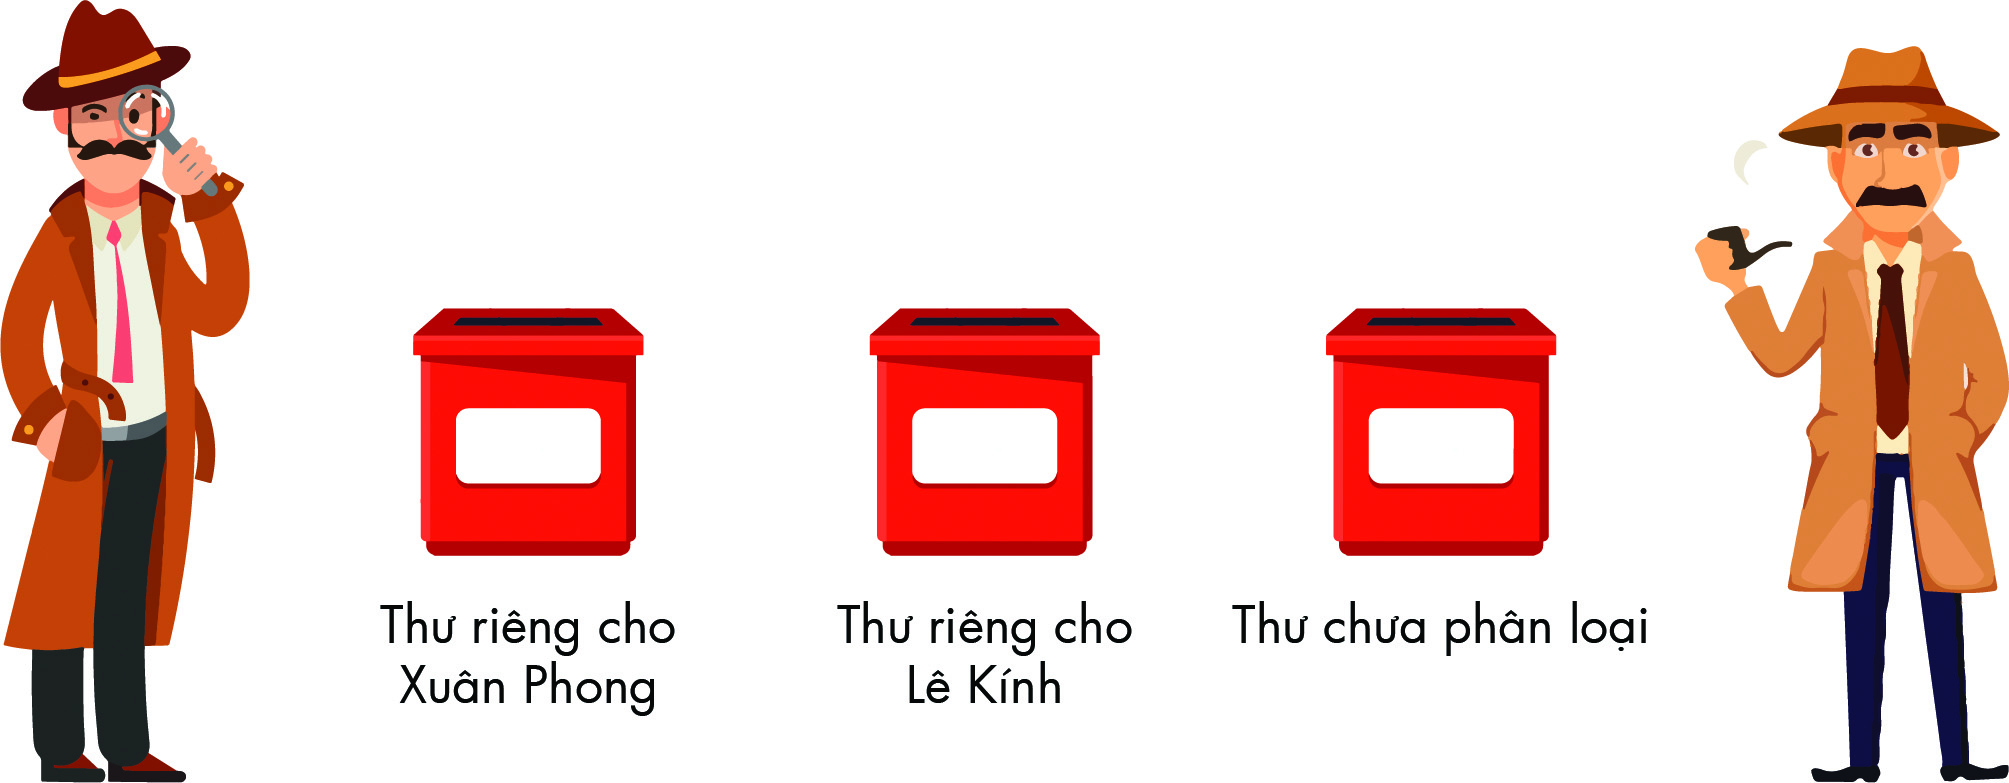 Thư riêng cho
Xuân Phong
Thư riêng cho
Lê Kính
Thư chưa phân loại